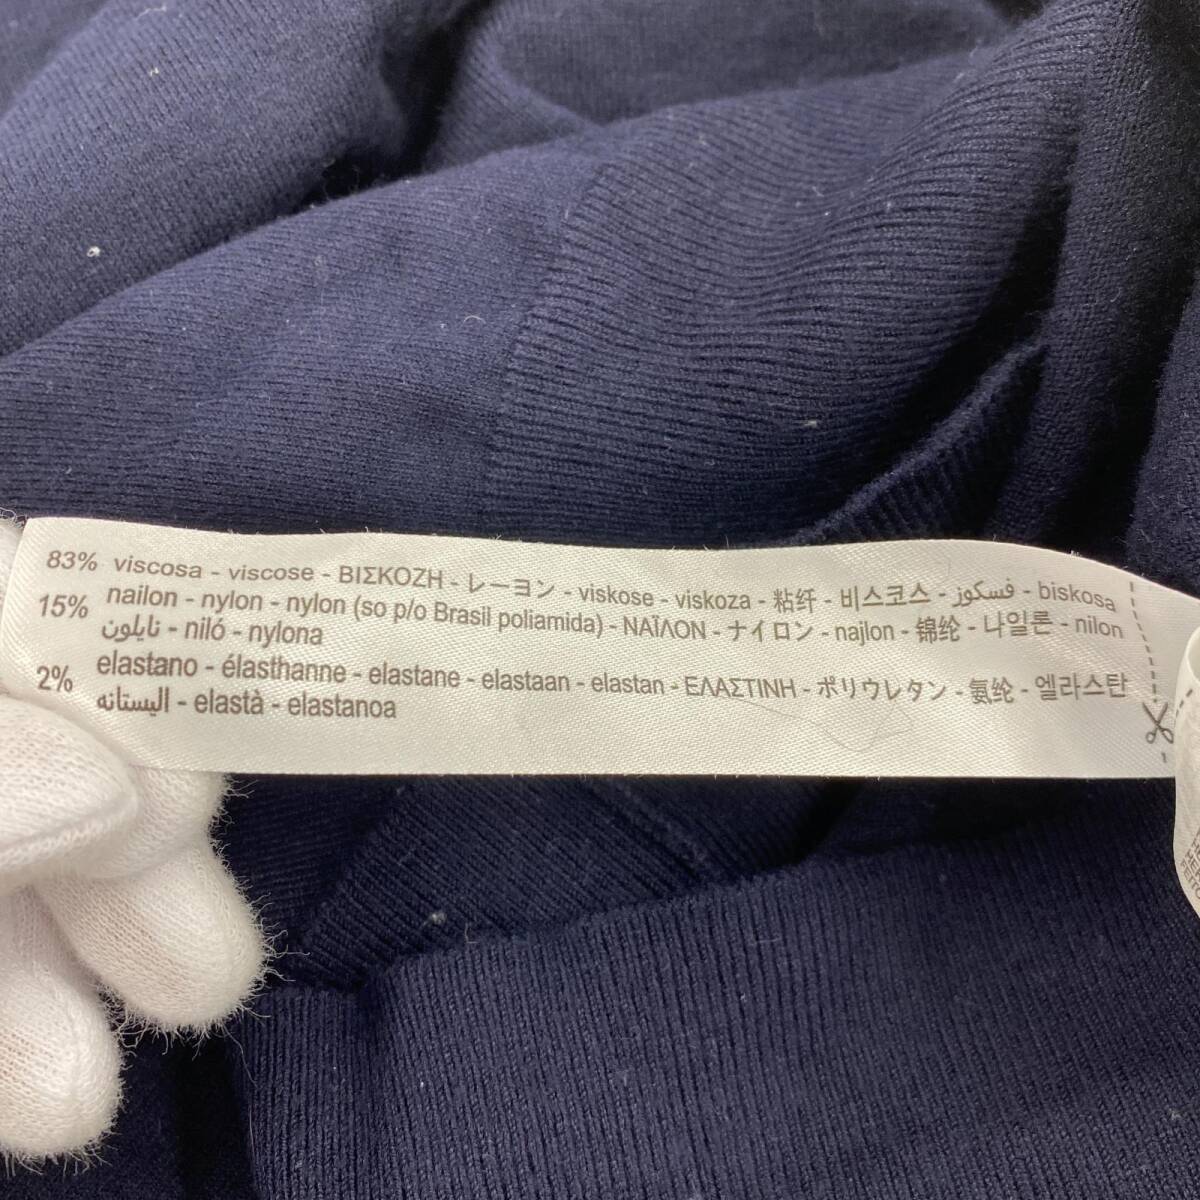 83% viscosa - viscose - ΒΙΣΚΟΖΗ - レーヨン - viskose - viskoza - 粘纤 - 비스코스 - فسكوز - biskosa
15% nailon - nylon - nylon (so p/o Brasil poliamida) - ΝΑΪΛΟΝ - ナイロン - najlon - 锦纶 - 나일론 - nilon
نايلون - niló - nylona
2% elastano - élasthanne - elastane - elastaan - elastan - ΕΛΑΣΤΙΝΗ - ポリウレタン - 氨纶 - 엘라스탄
اليستانه - elastà - elastanoa